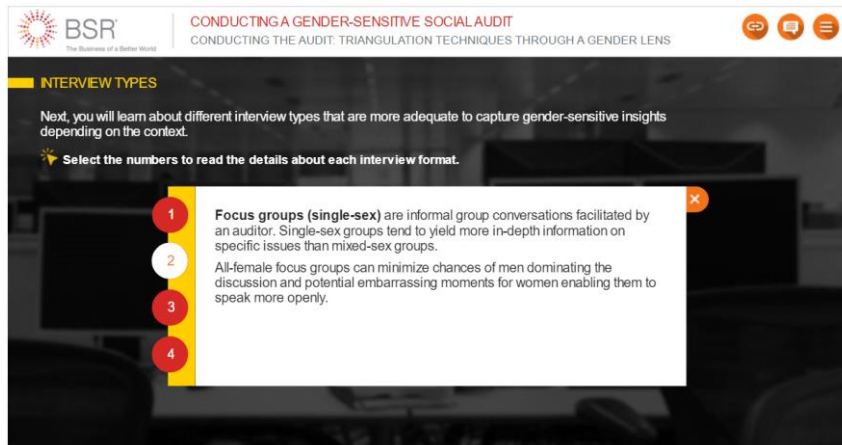 BSR
The Business of a Better World
CONDUCTING A GENDER-SENSITIVE SOCIAL AUDIT
CONDUCTING THE AUDIT: TRIANGULATION TECHNIQUES THROUGH A GENDER LENS
INTERVIEW TYPES
Next, you will learn about different interview types that are more adequate to capture gender-sensitive insights
depending on the context.
Select the numbers to read the details about each interview format.
1
2
3
4
Focus groups (single-sex) are informal group conversations facilitated by
an auditor. Single-sex groups tend to yield more in-depth information on
specific issues than mixed-sex groups.
All-female focus groups can minimize chances of men dominating the
discussion and potential embarrassing moments for women enabling them to
speak more openly.